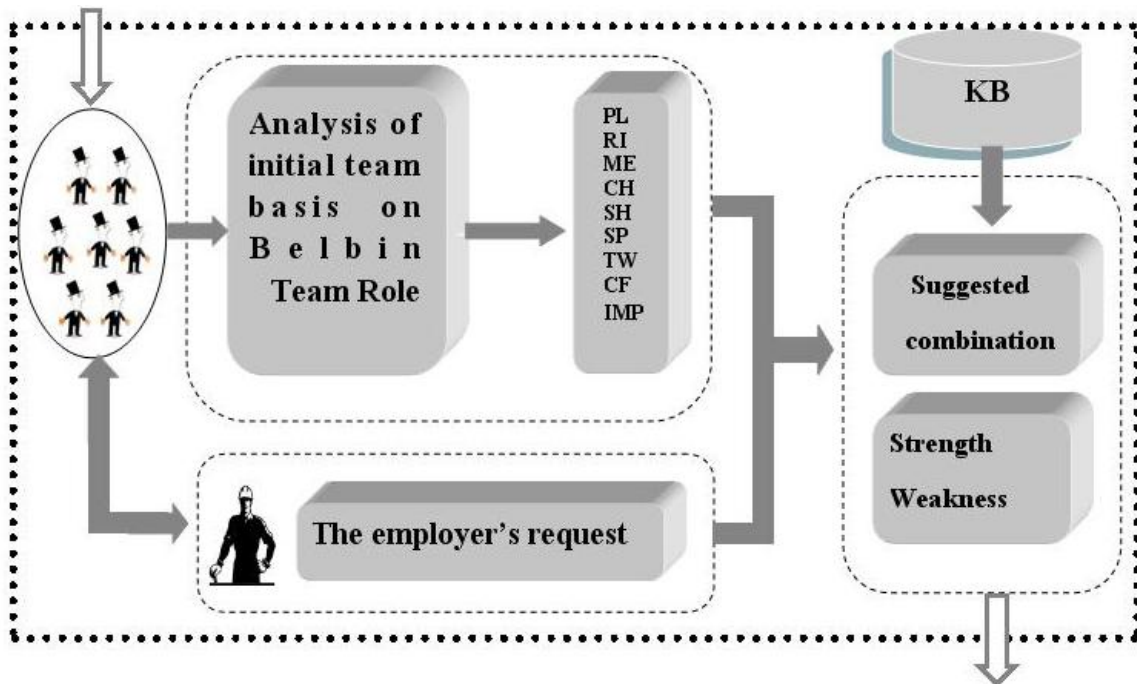 Analysis of
initial team
basis on
Belbin
Team Role
PL
RI
ME
CH
SH
SP
TW
CF
IMP
KB
Suggested
combination
Strength
Weakness
The employer's request